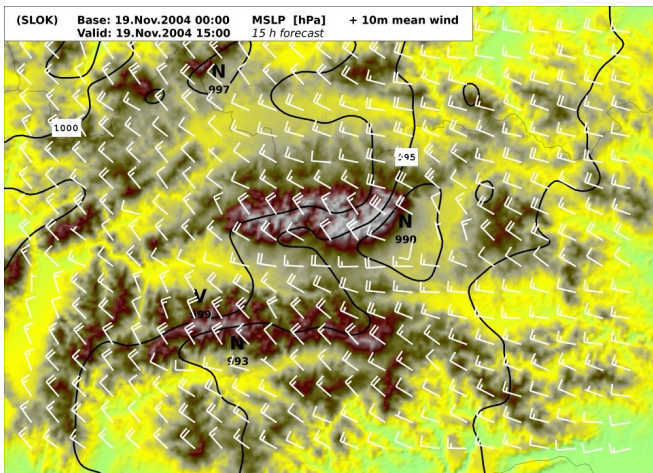 (SLOK) Base: 19.Nov.2004 00:00 MSLP [hPa] + 10m mean wind
Valid: 19.Nov.2004 15:00 15 h forecast
N
997
1000
N
990
V
N
993